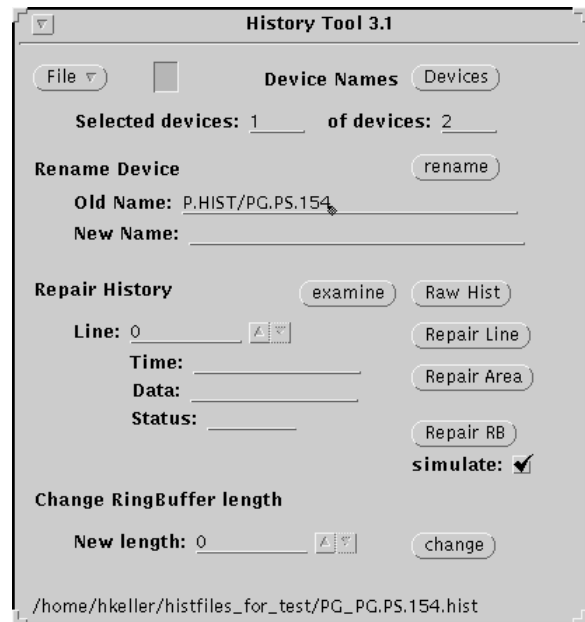 History Tool 3.1
File Device Names Devices
Selected devices: 1 of devices: 2
Rename Device rename
Old Name: P.HIST/PG.PS.154
New Name:
Repair History examine Raw Hist
Line: 0 Repair Line
Time:
Repair Area
Data:
Status:
Repair RB
simulate:
Change RingBuffer length
New length: 0 change
/home/hkeller/histfiles_for_test/PG_PG.PS.154.hist